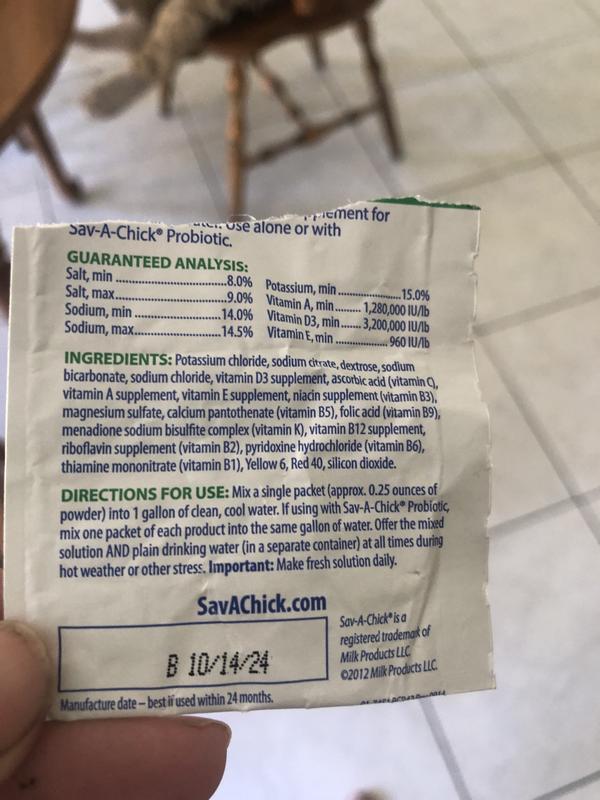 Use alone or with
Sav-A-Chick® Probiotic.
GUARANTEED ANALYSIS:
Salt, min ..............................8.0%
Salt, max...............................9.0%
Sodium, min ........................14.0%
Sodium, max.......................14.5%
Potassium, min ..................15.0%
Vitamin A, min........ 1,280,000 IU/lb
Vitamin D3, min...... 3,200,000 IU/lb
Vitamin E, min ............... 960 IU/lb
INGREDIENTS: Potassium chloride, sodium citrate, dextrose, sodium
bicarbonate, sodium chloride, vitamin D3 supplement, ascorbic acid (vitamin C),
vitamin A supplement, vitamin E supplement, niacin supplement (vitamin B3),
magnesium sulfate, calcium pantothenate (vitamin B5), folic acid (vitamin B9),
menadione sodium bisulfite complex (vitamin K), vitamin B12 supplement,
riboflavin supplement (vitamin B2), pyridoxine hydrochloride (vitamin B6),
thiamine mononitrate (vitamin B1), Yellow 6, Red 40, silicon dioxide.
DIRECTIONS FOR USE: Mix a single packet (approx. 0.25 ounces of
powder) into 1 gallon of clean, cool water. If using with Sav-A-Chick® Probiotic,
mix one packet of each product into the same gallon of water. Offer the mixed
solution AND plain drinking water (in a separate container) at all times during
hot weather or other stress. Important: Make fresh solution daily.
SavAChick.com
B 10/14/24
Manufacture date – best if used within 24 months.
Sav-A-Chick® is a
registered trademark of
Milk Products LLC
©2012 Milk Products LLC.